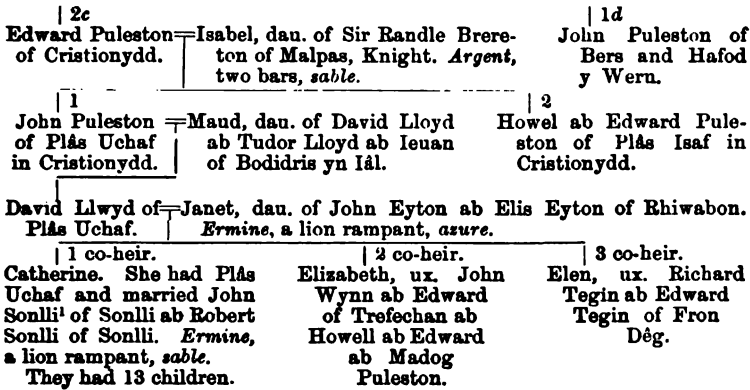 2c
Edward Puleston=Isabel, dau. of Sir Randle Brere-
of Cristionydd. ton of Malpas, Knight. Argent,
two bars, sable.
1d
John Puleston of
Bers and Hafod
y Wern.
1
John Puleston =Maud, dau. of David Lloyd
of Plâs Uchaf ab Tudor Lloyd ab Ieuan
in Cristionydd. of Bodidris yn Iâl.
2
Howel ab Edward Pule-
ston of Plâs Isaf in
Cristionydd.
David Llwyd of=Janet, dau. of John Eyton ab Elis Eyton of Rhiwabon.
Plâs Uchaf. Ermine, a lion rampant, azure.
1 co-heir.
Catherine. She had Plâs
Uchaf and married John
Sonlli¹ of Sonlli ab Robert
Sonlli of Sonlli. Ermine,
a lion rampant, sable.
They had 13 children.
2 co-heir.
Elizabeth, ux. John
Wynn ab Edward
of Trefechan ab
Howell ab Edward
ab Madog
Puleston.
3 co-heir.
Elen, ux. Richard
Tegin ab Edward
Tegin of Fron
Dêg.